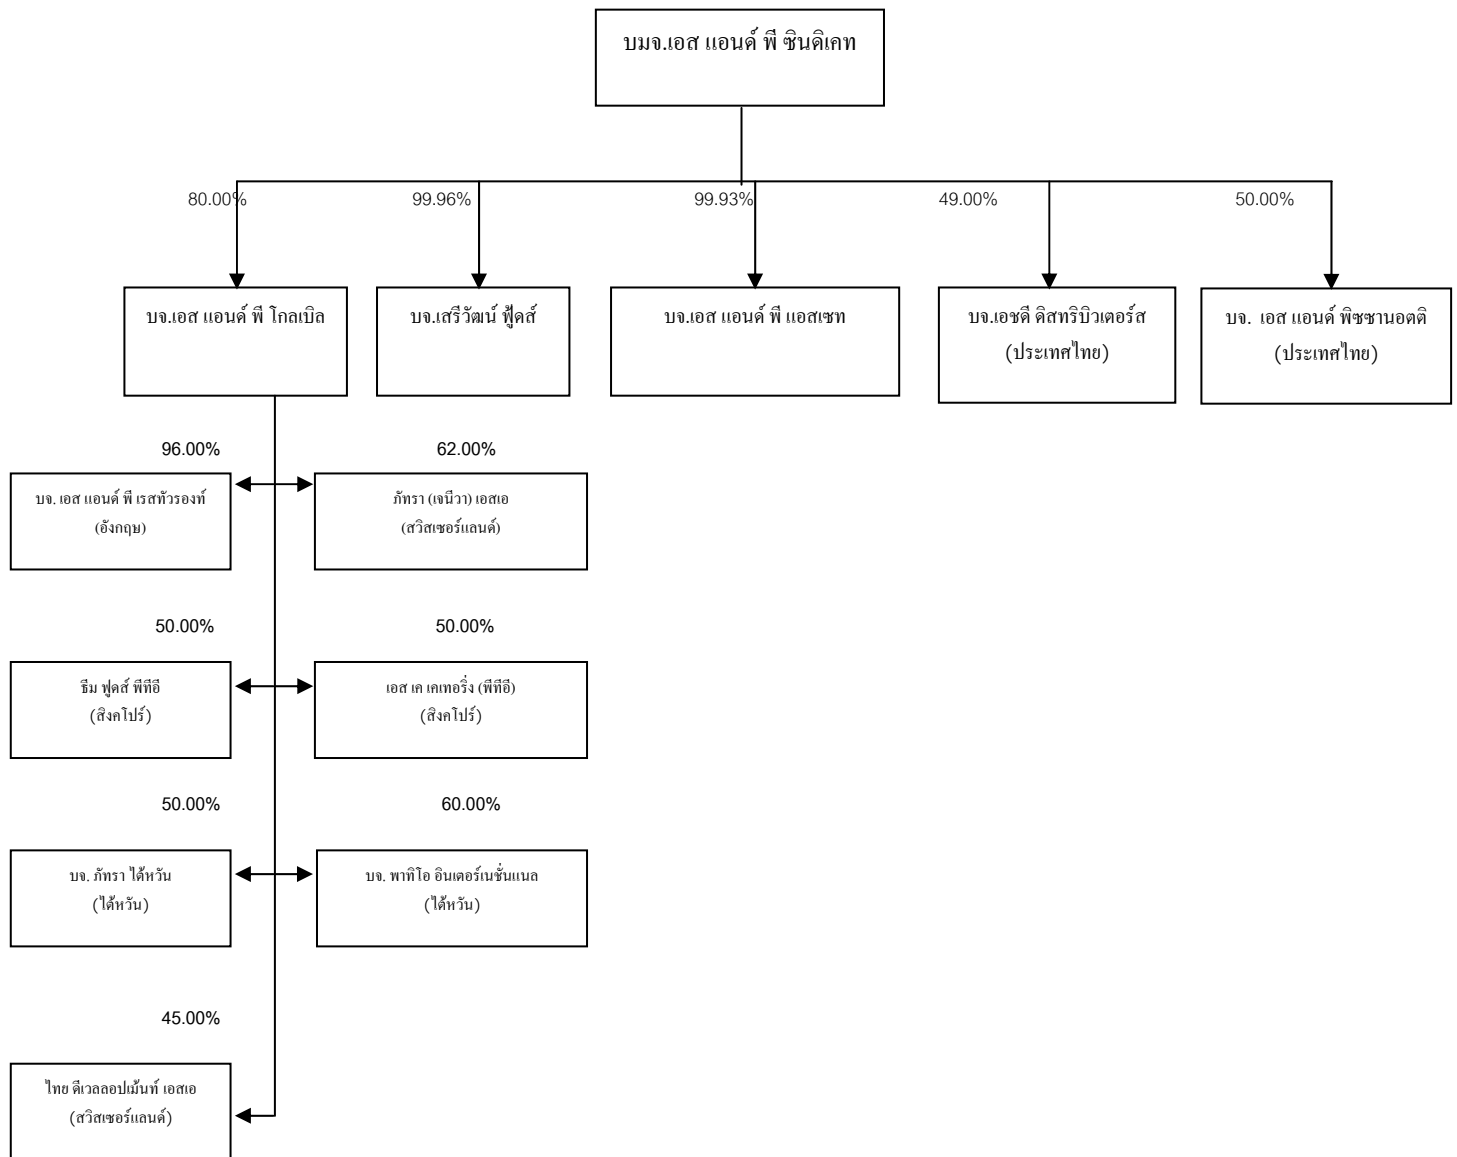 บมจ.เอส แอนด์ พี ซินดิเคท
80.00%
99.96%
99.93%
49.00%
50.00%
บจ.เอส แอนด์ พี โกลเบิล
บจ.เสรีวัฒน์ ฟู้ดส์
บจ.เอส แอนด์ พี แอสเซท
บจ.เอชดี ดิสทริบิวเตอร์ส
(ประเทศไทย)
บจ. เอส แอนด์ พิซซานอตติ
(ประเทศไทย)
96.00%
62.00%
บจ. เอส แอนด์ พี เรสทัวรองท์
(อังกฤษ)
ภัทรา (เจนีวา) เอสเอ
(สวิสเซอร์แลนด์)
50.00%
50.00%
ธีม ฟูดส์ พีทีอี
(สิงคโปร์)
เอส เค เคเทอริ่ง (พีทีอี)
(สิงคโปร์)
50.00%
60.00%
บจ. ภัทรา ไต้หวัน
(ไต้หวัน)
บจ. พาทิโอ อินเตอร์เนชั่นแนล
(ไต้หวัน)
45.00%
ไทย ดีเวลลอปเม้นท์ เอสเอ
(สวิสเซอร์แลนด์)